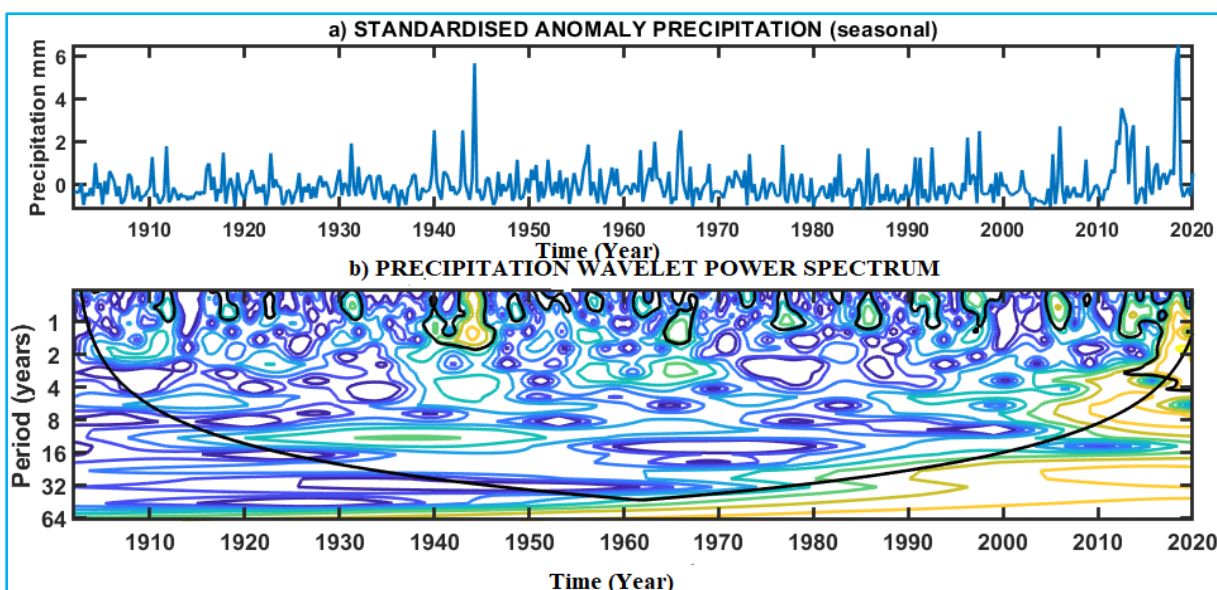 a) STANDARDISED ANOMALY PRECIPITATION (seasonal)
Precipitation mm
6
4
2
0
1910 1920 1930 1940 1950 1960 1970 1980 1990 2000 2010 2020
Time (Year)
b) PRECIPITATION WAVELET POWER SPECTRUM
Period (years)
1
2
4
8
16
32
64
1910 1920 1930 1940 1950 1960 1970 1980 1990 2000 2010 2020
Time (Year)